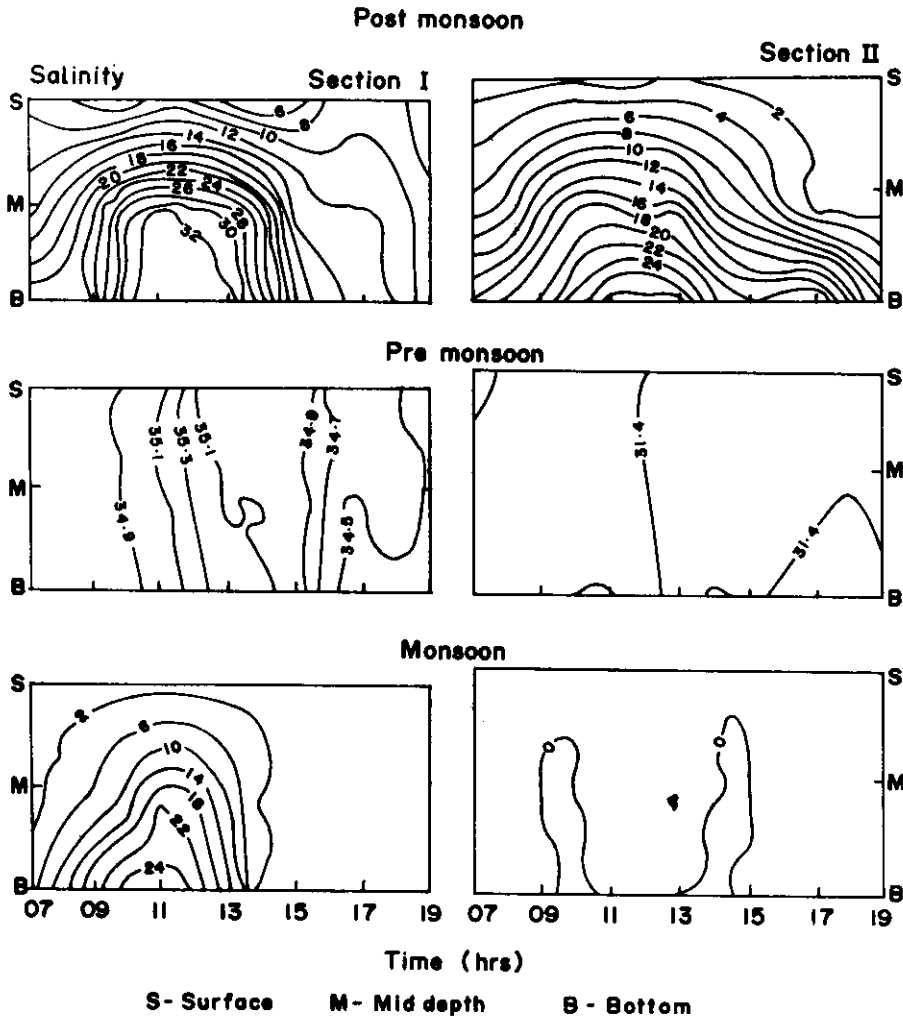 Post monsoon
Salinity Section I Section II
S 6 8 10 12 14 16 18 20 22 24 26 28 30 32 M B
2 4 6 8 10 12 14 16 18 20 22 24 S M B
Pre monsoon
S M B 34.9 35.1 35.3 35.1 34.9 34.7 34.5
31.4 31.4 S M B
Monsoon
S M B 2 6 10 14 18 22 24
0 0 S M B
07 09 11 13 15 17 19 07 09 11 13 15 17 19
Time (hrs)
S- Surface M- Mid depth B - Bottom